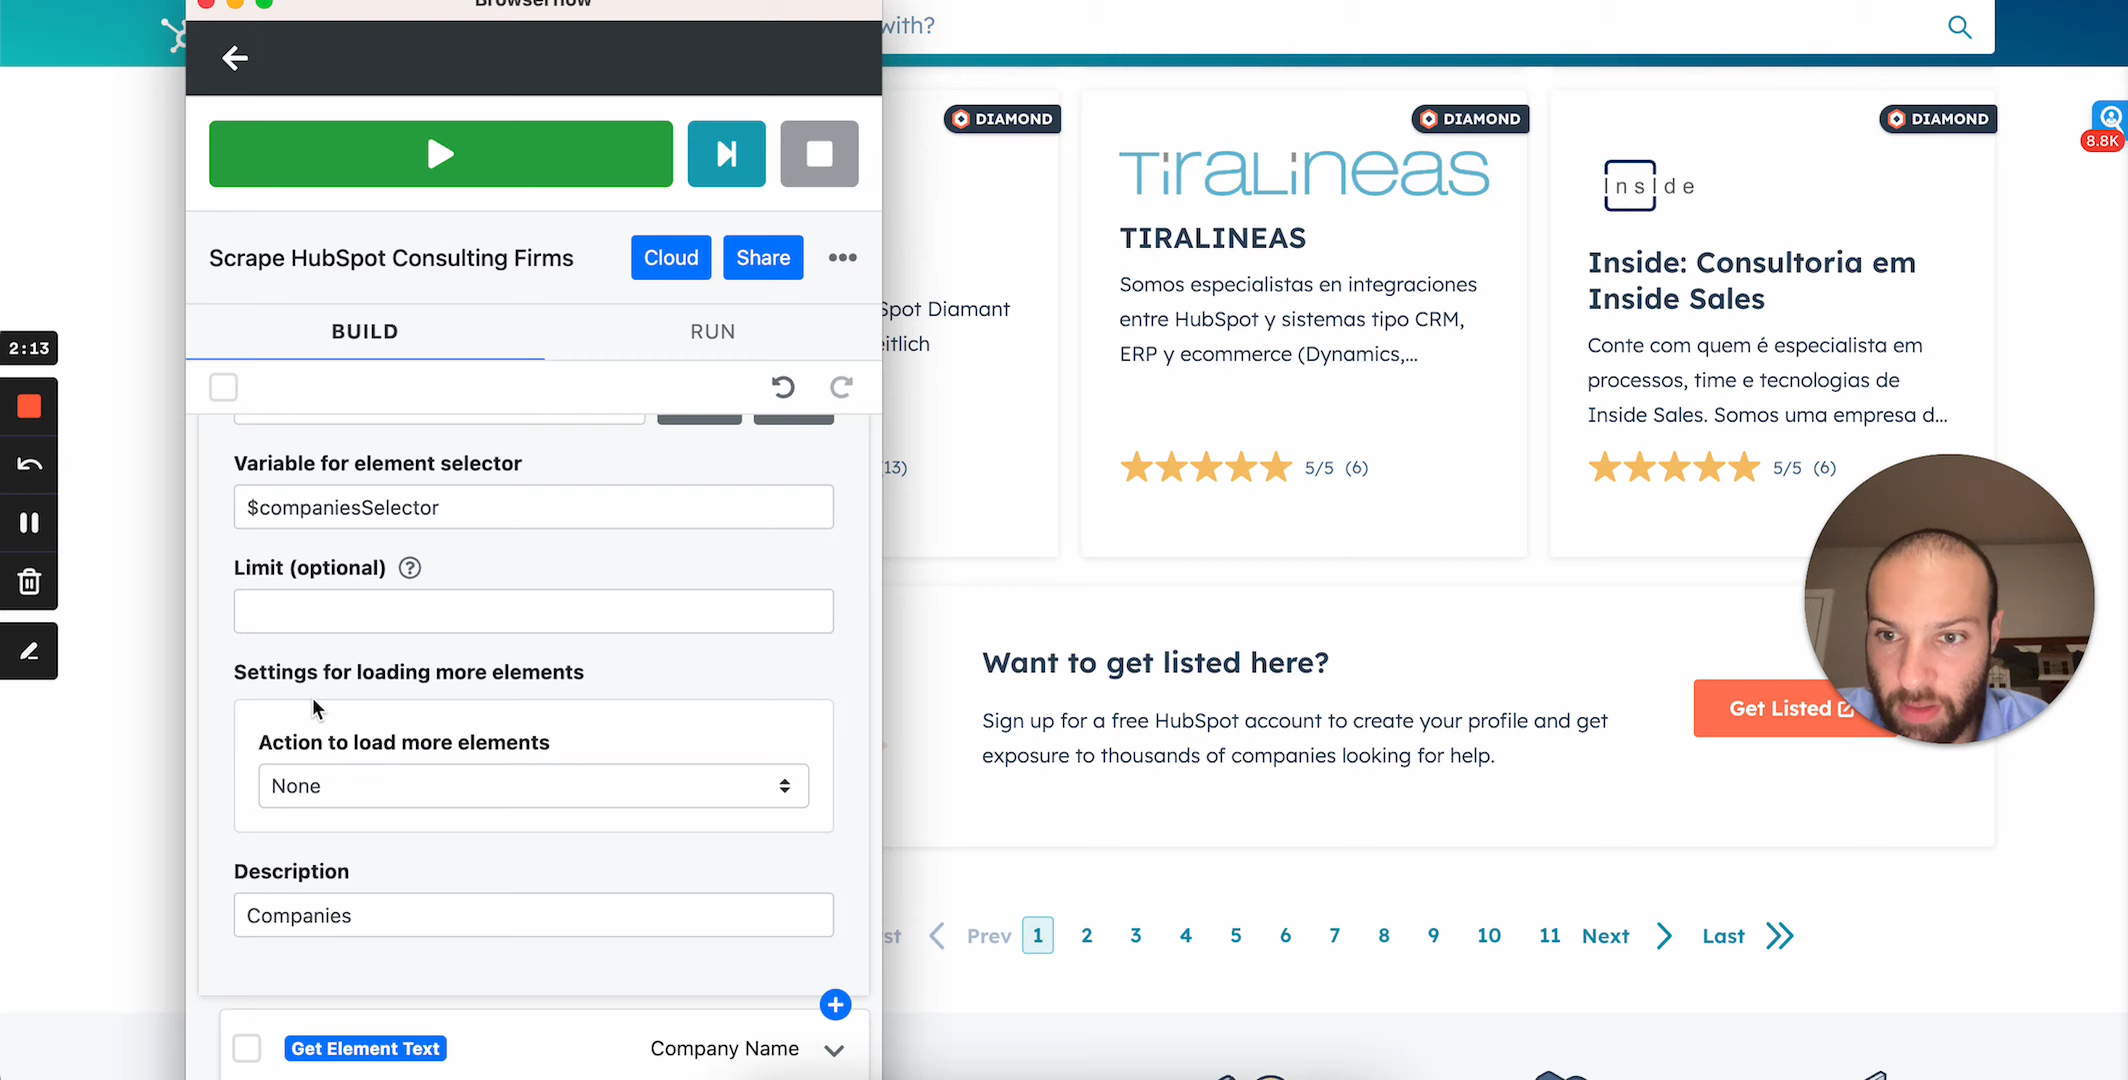 Browserflow
with?
Scrape HubSpot Consulting Firms
Cloud
Share
BUILD
RUN
2:13
Variable for element selector
$companiesSelector
Limit (optional)
?
Settings for loading more elements
Action to load more elements
None
Description
Companies
+
Get Element Text
Company Name
DIAMOND
Spot Diamant
(13)
DIAMOND
TIRALINEAS
TIRALINEAS
Somos especialistas en integraciones
entre HubSpot y sistemas tipo CRM,
ERP y ecommerce (Dynamics,...
5/5 (6)
DIAMOND
Inside
Inside: Consultoria em
Inside Sales
Conte com quem é especialista em
processos, time e tecnologias de
Inside Sales. Somos uma empresa d...
5/5 (6)
8.8K
Want to get listed here?
Sign up for a free HubSpot account to create your profile and get
exposure to thousands of companies looking for help.
Get Listed
Prev 1 2 3 4 5 6 7 8 9 10 11 Next Last